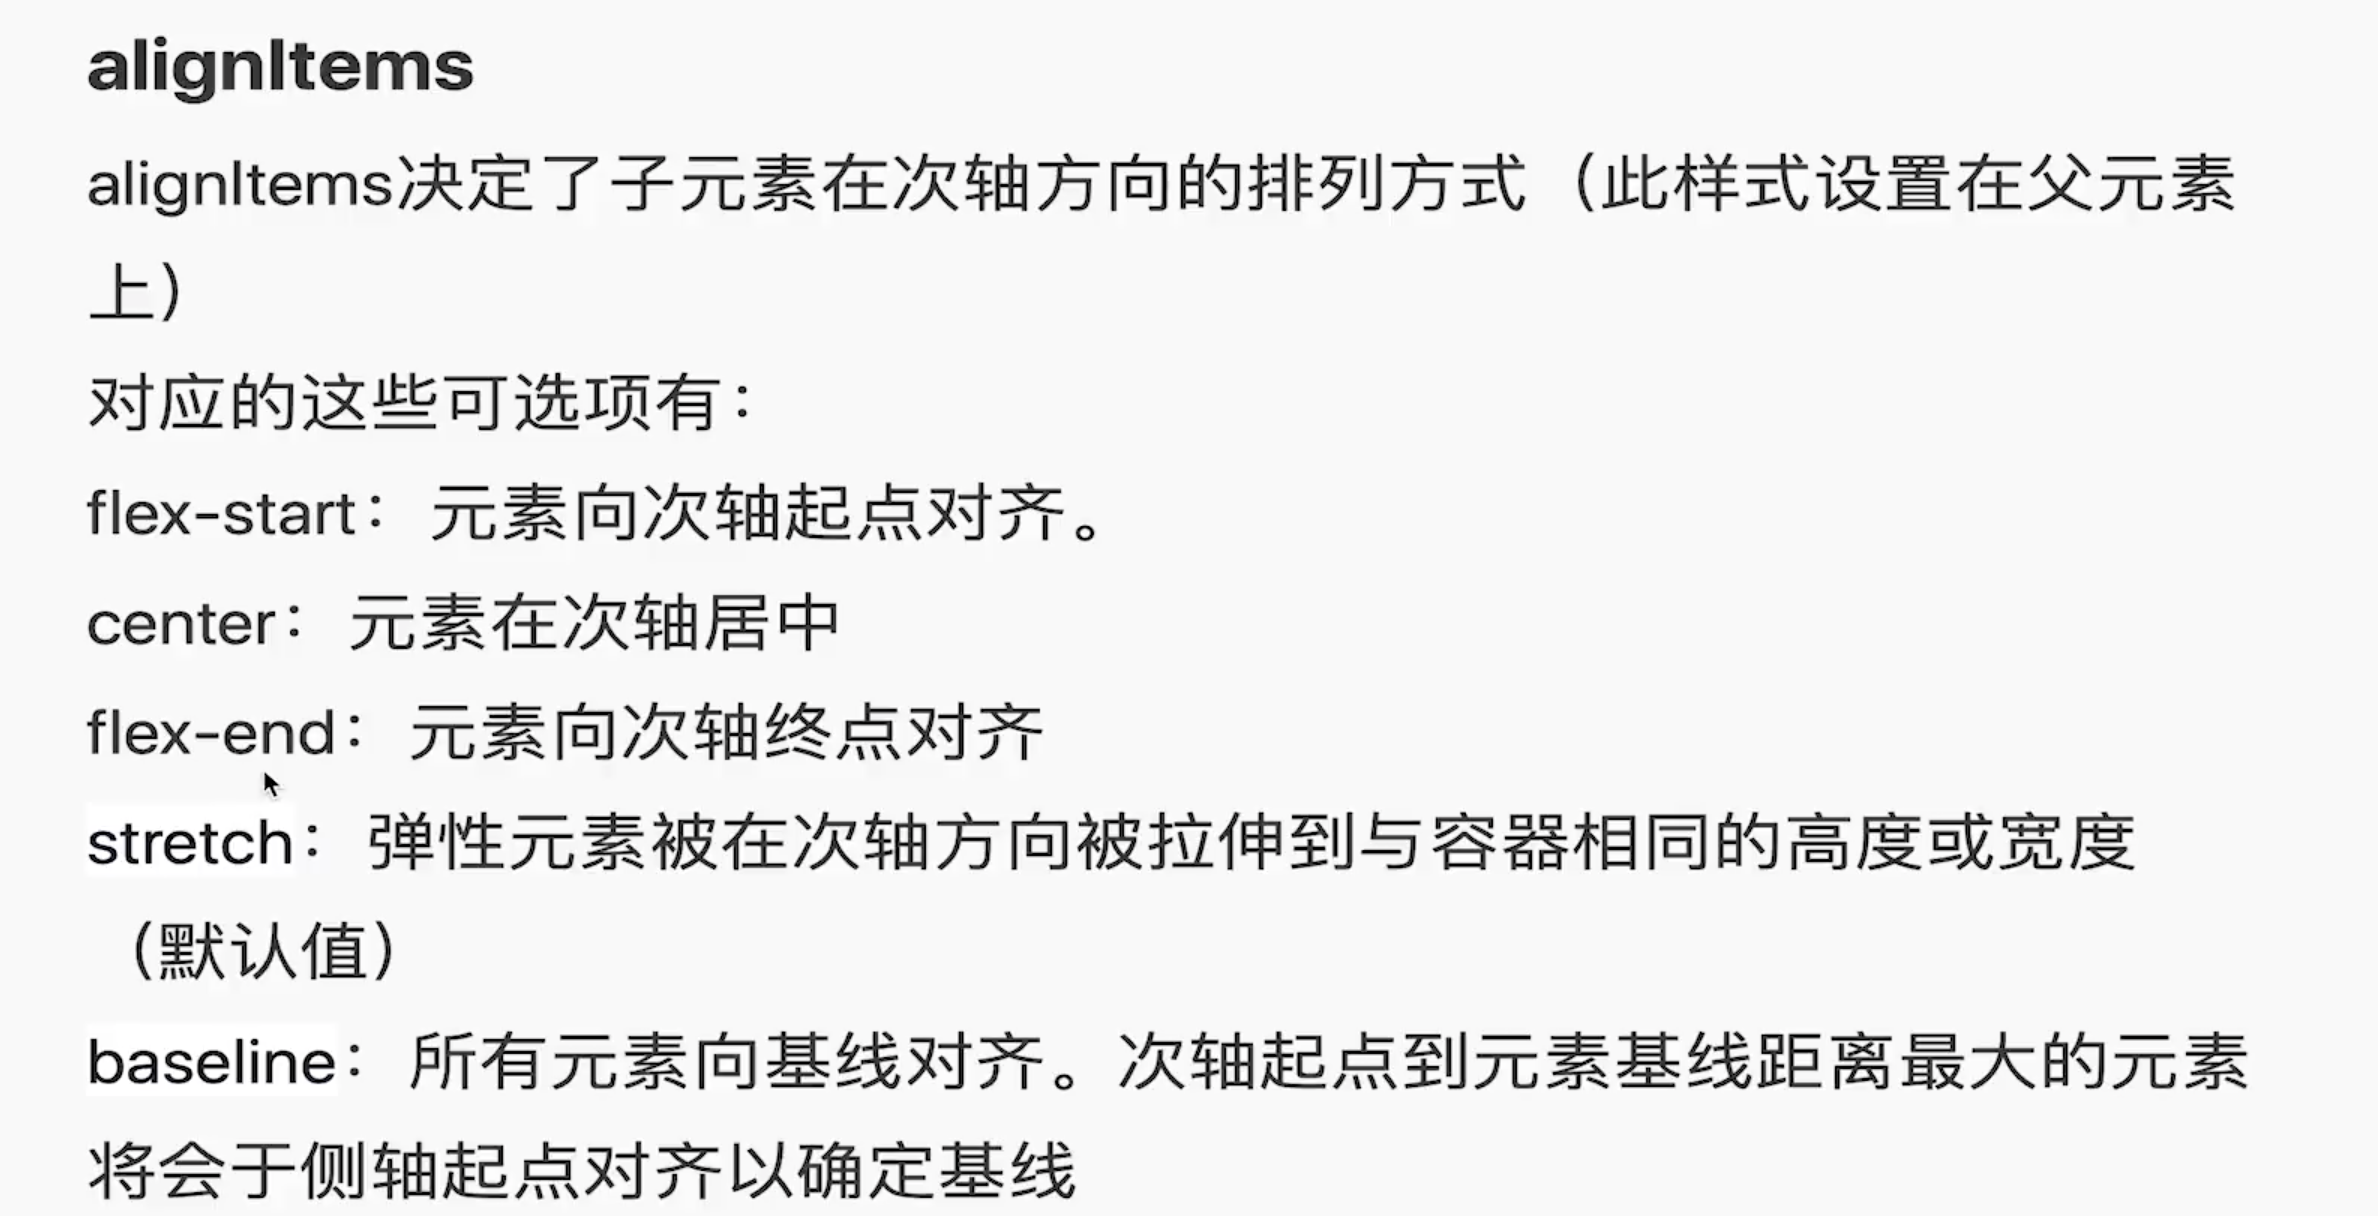 alignItems
alignItems决定了子元素在次轴方向的排列方式（此样式设置在父元素
上）
对应的这些可选项有：
flex-start： 元素向次轴起点对齐。
center： 元素在次轴居中
flex-end： 元素向次轴终点对齐
stretch： 弹性元素被在次轴方向被拉伸到与容器相同的高度或宽度
（默认值）
baseline： 所有元素向基线对齐。次轴起点到元素基线距离最大的元素
将会于侧轴起点对齐以确定基线